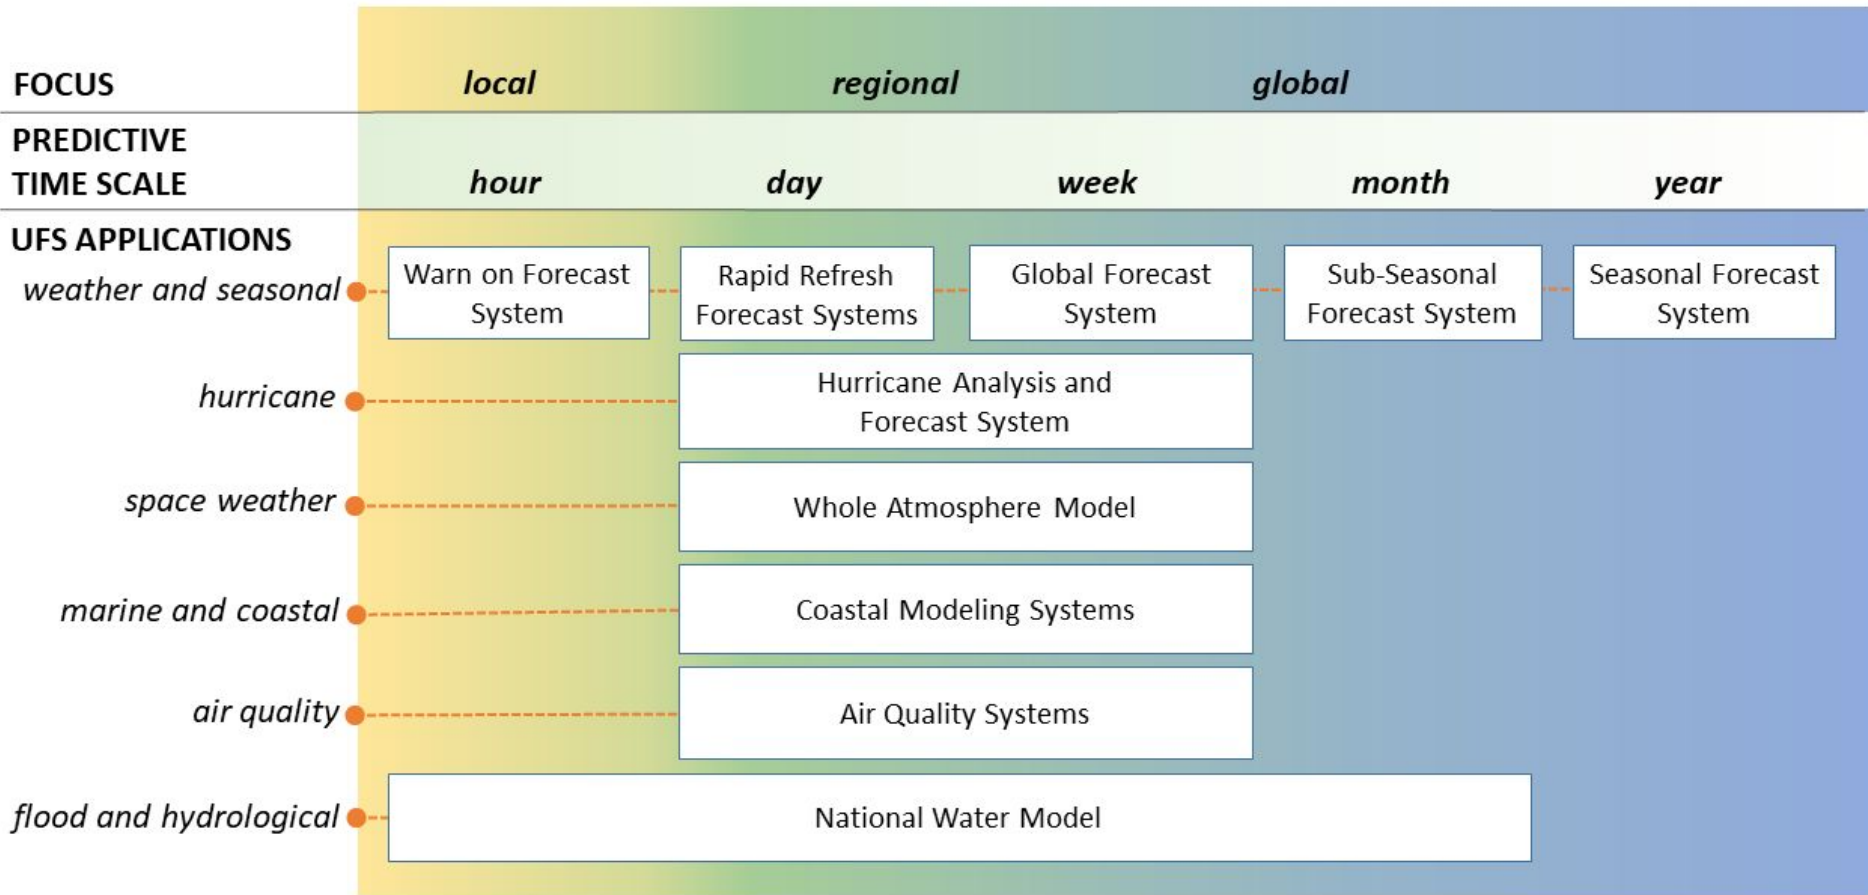 FOCUS local regional global
PREDICTIVE
TIME SCALE hour day week month year
UFS APPLICATIONS
weather and seasonal
Warn on Forecast
System
Rapid Refresh
Forecast Systems
Global Forecast
System
Sub-Seasonal
Forecast System
Seasonal Forecast
System
hurricane
Hurricane Analysis and
Forecast System
space weather
Whole Atmosphere Model
marine and coastal
Coastal Modeling Systems
air quality
Air Quality Systems
flood and hydrological
National Water Model